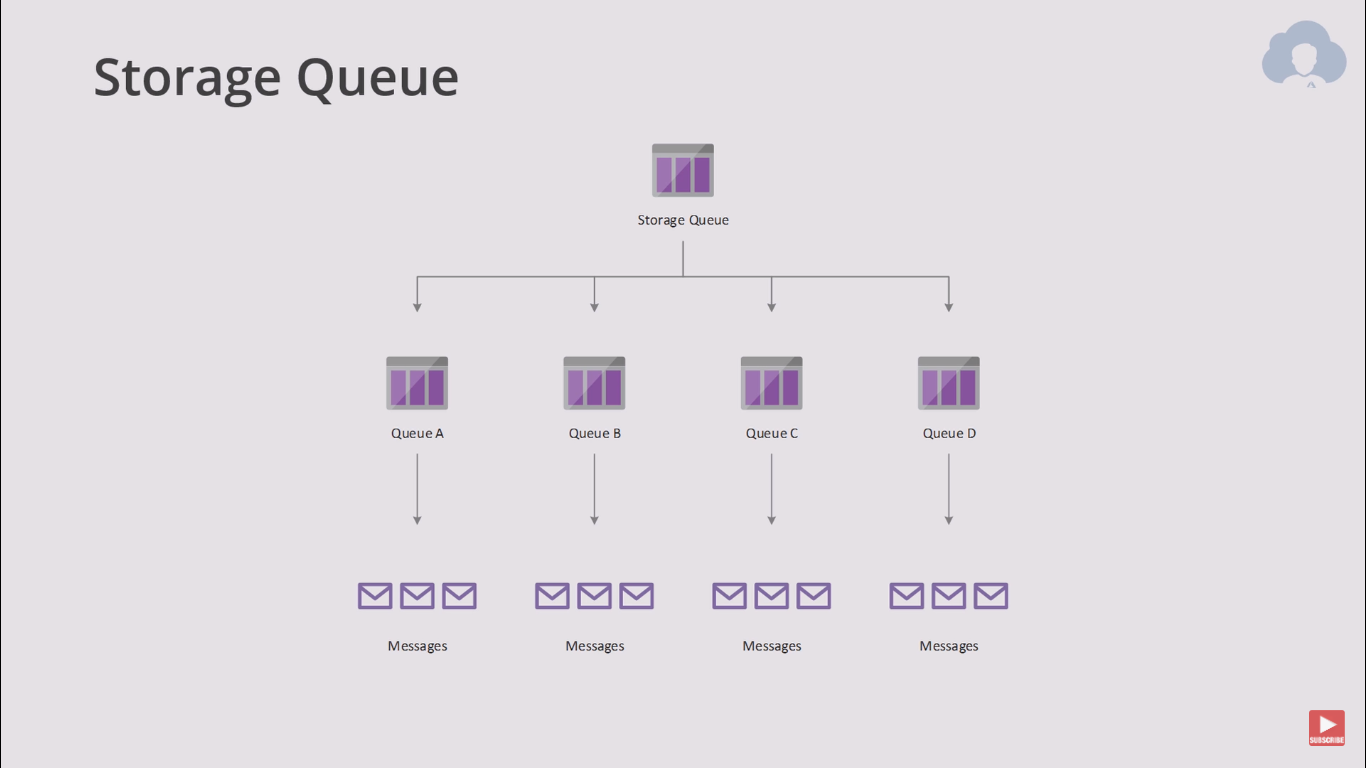 Storage Queue
Storage Queue
Queue A
Queue B
Queue C
Queue D
Messages
Messages
Messages
Messages
SUBSCRIBE